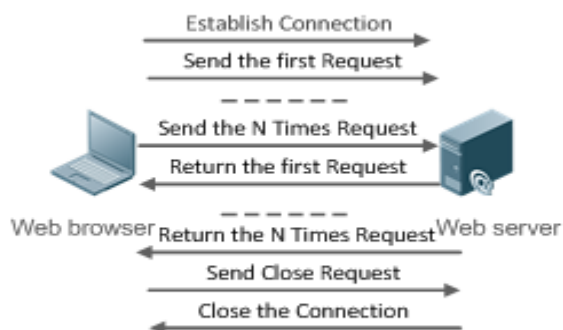 Establish Connection
Send the first Request
Send the N Times Request
Return the first Request
Web browser
Web server
Return the N Times Request
Send Close Request
Close the Connection